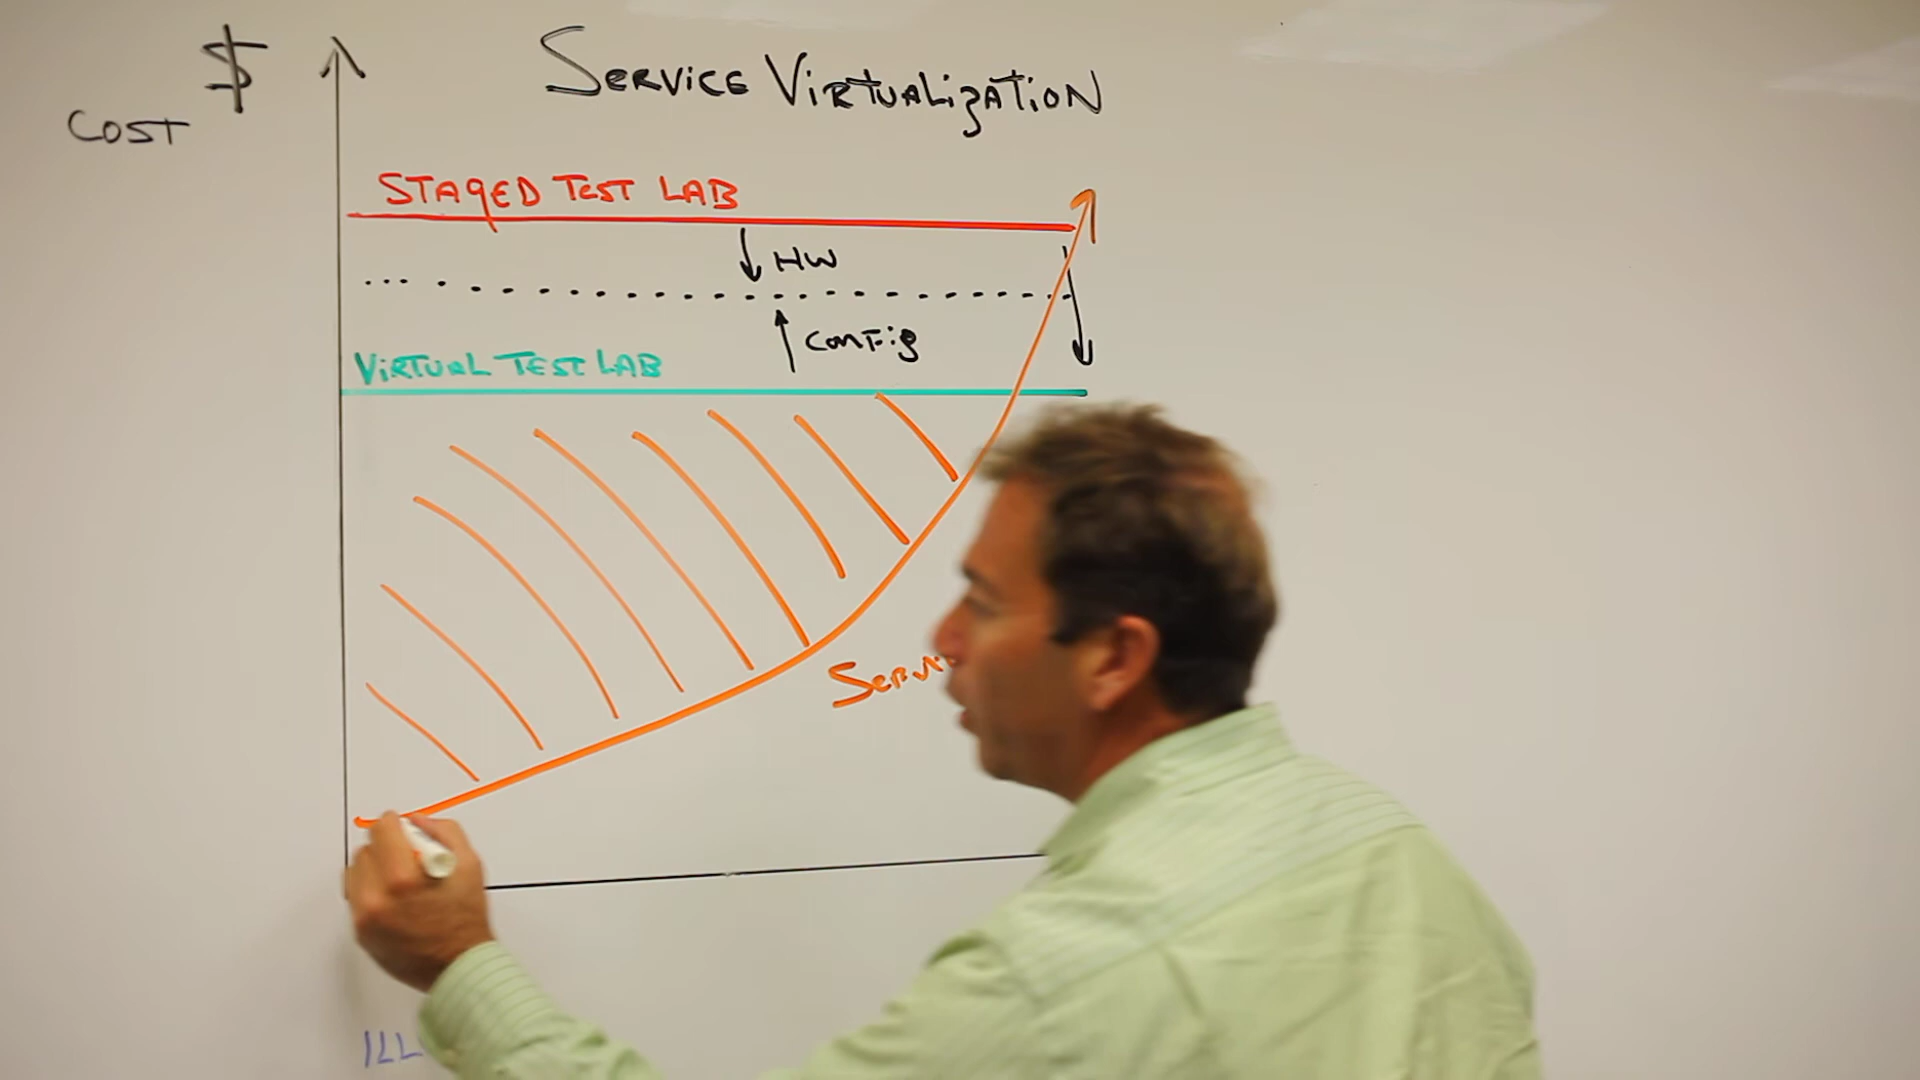 $
COST
SERVICE VIRTUALIZATION
STAGED TEST LAB
HW
CONFIG
VIRTUAL TEST LAB